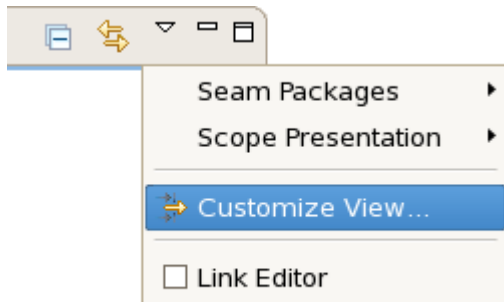 Seam Packages
Scope Presentation
Customize View...
Link Editor